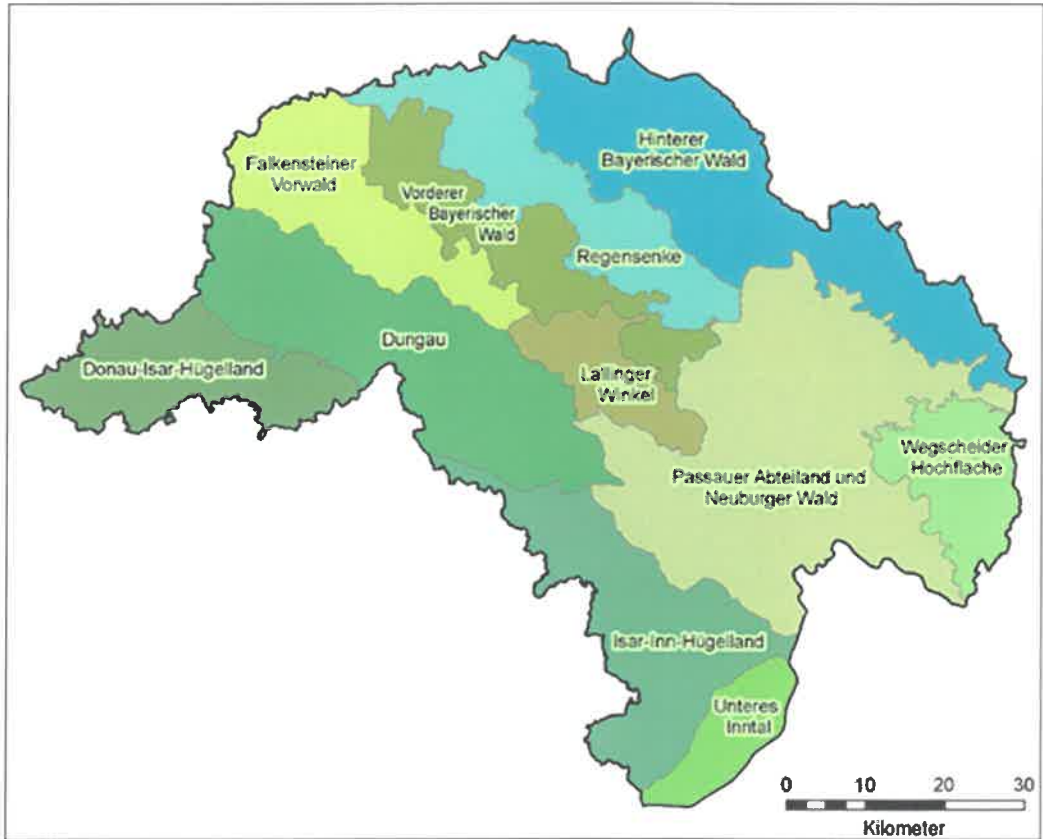 Hinterer
Bayerischer Wald
Falkensteiner
Vorwald
Vorderer
Bayerischer
Wald
Regensenke
Dungau
Donau-Isar-Hügelland
Lallinger
Winkel
Wegscheider
Hochfläche
Passauer Abteiland und
Neuburger Wald
Isar-Inn-Hügelland
Unteres
Inntal
0 10 20 30
Kilometer